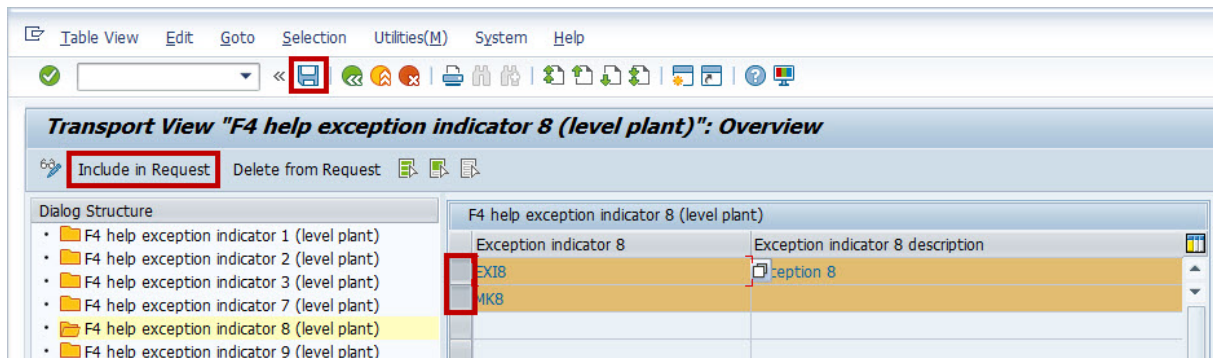 Table View Edit Goto Selection Utilities(M) System Help
Transport View "F4 help exception indicator 8 (level plant)": Overview
Include in Request Delete from Request
Dialog Structure
F4 help exception indicator 1 (level plant)
F4 help exception indicator 2 (level plant)
F4 help exception indicator 3 (level plant)
F4 help exception indicator 7 (level plant)
F4 help exception indicator 8 (level plant)
F4 help exception indicator 9 (level plant)
F4 help exception indicator 8 (level plant)
Exception indicator 8 Exception indicator 8 description
EXI8 ception 8
MK8